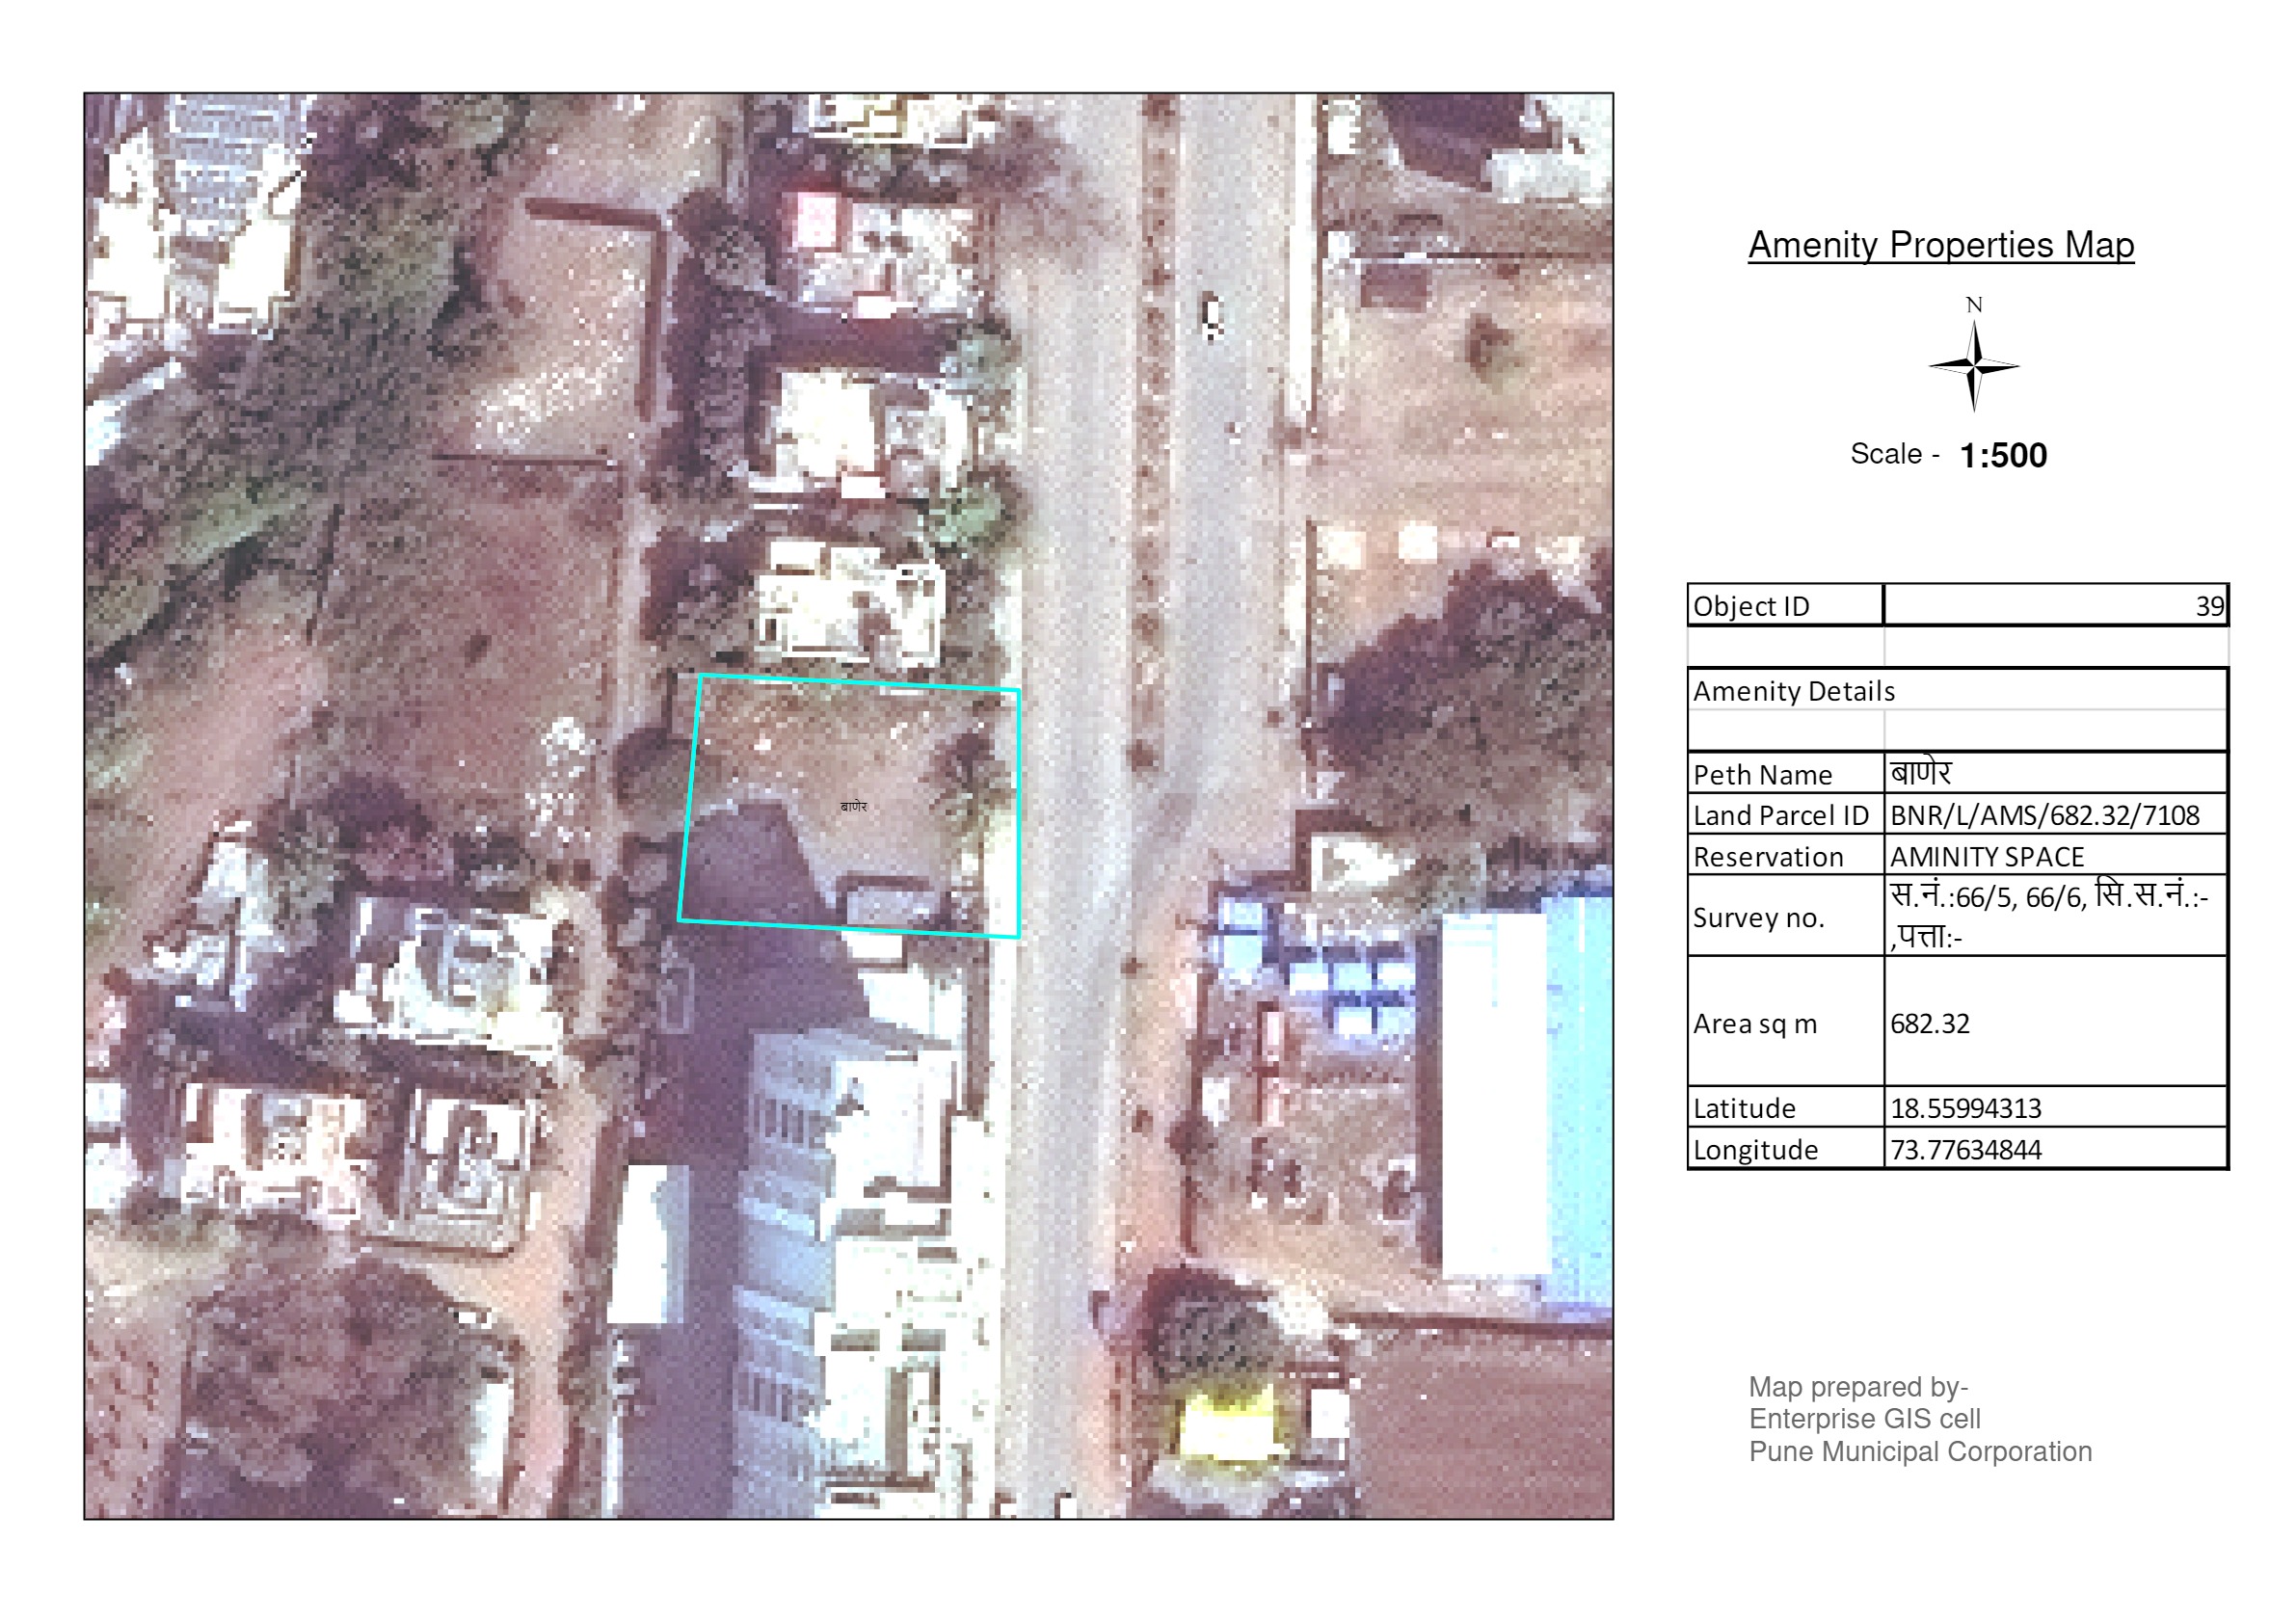 Amenity Properties Map
N
Scale - 1:500
Object ID 39
Amenity Details
Peth Name बाणेर
Land Parcel ID BNR/L/AMS/682.32/7108
Reservation AMINITY SPACE
Survey no. स.नं.:66/5, 66/6, सि.स.नं.:-
,पत्ता:-
Area sq m 682.32
Latitude 18.55994313
Longitude 73.77634844
बाणेर
Map prepared by-
Enterprise GIS cell
Pune Municipal Corporation